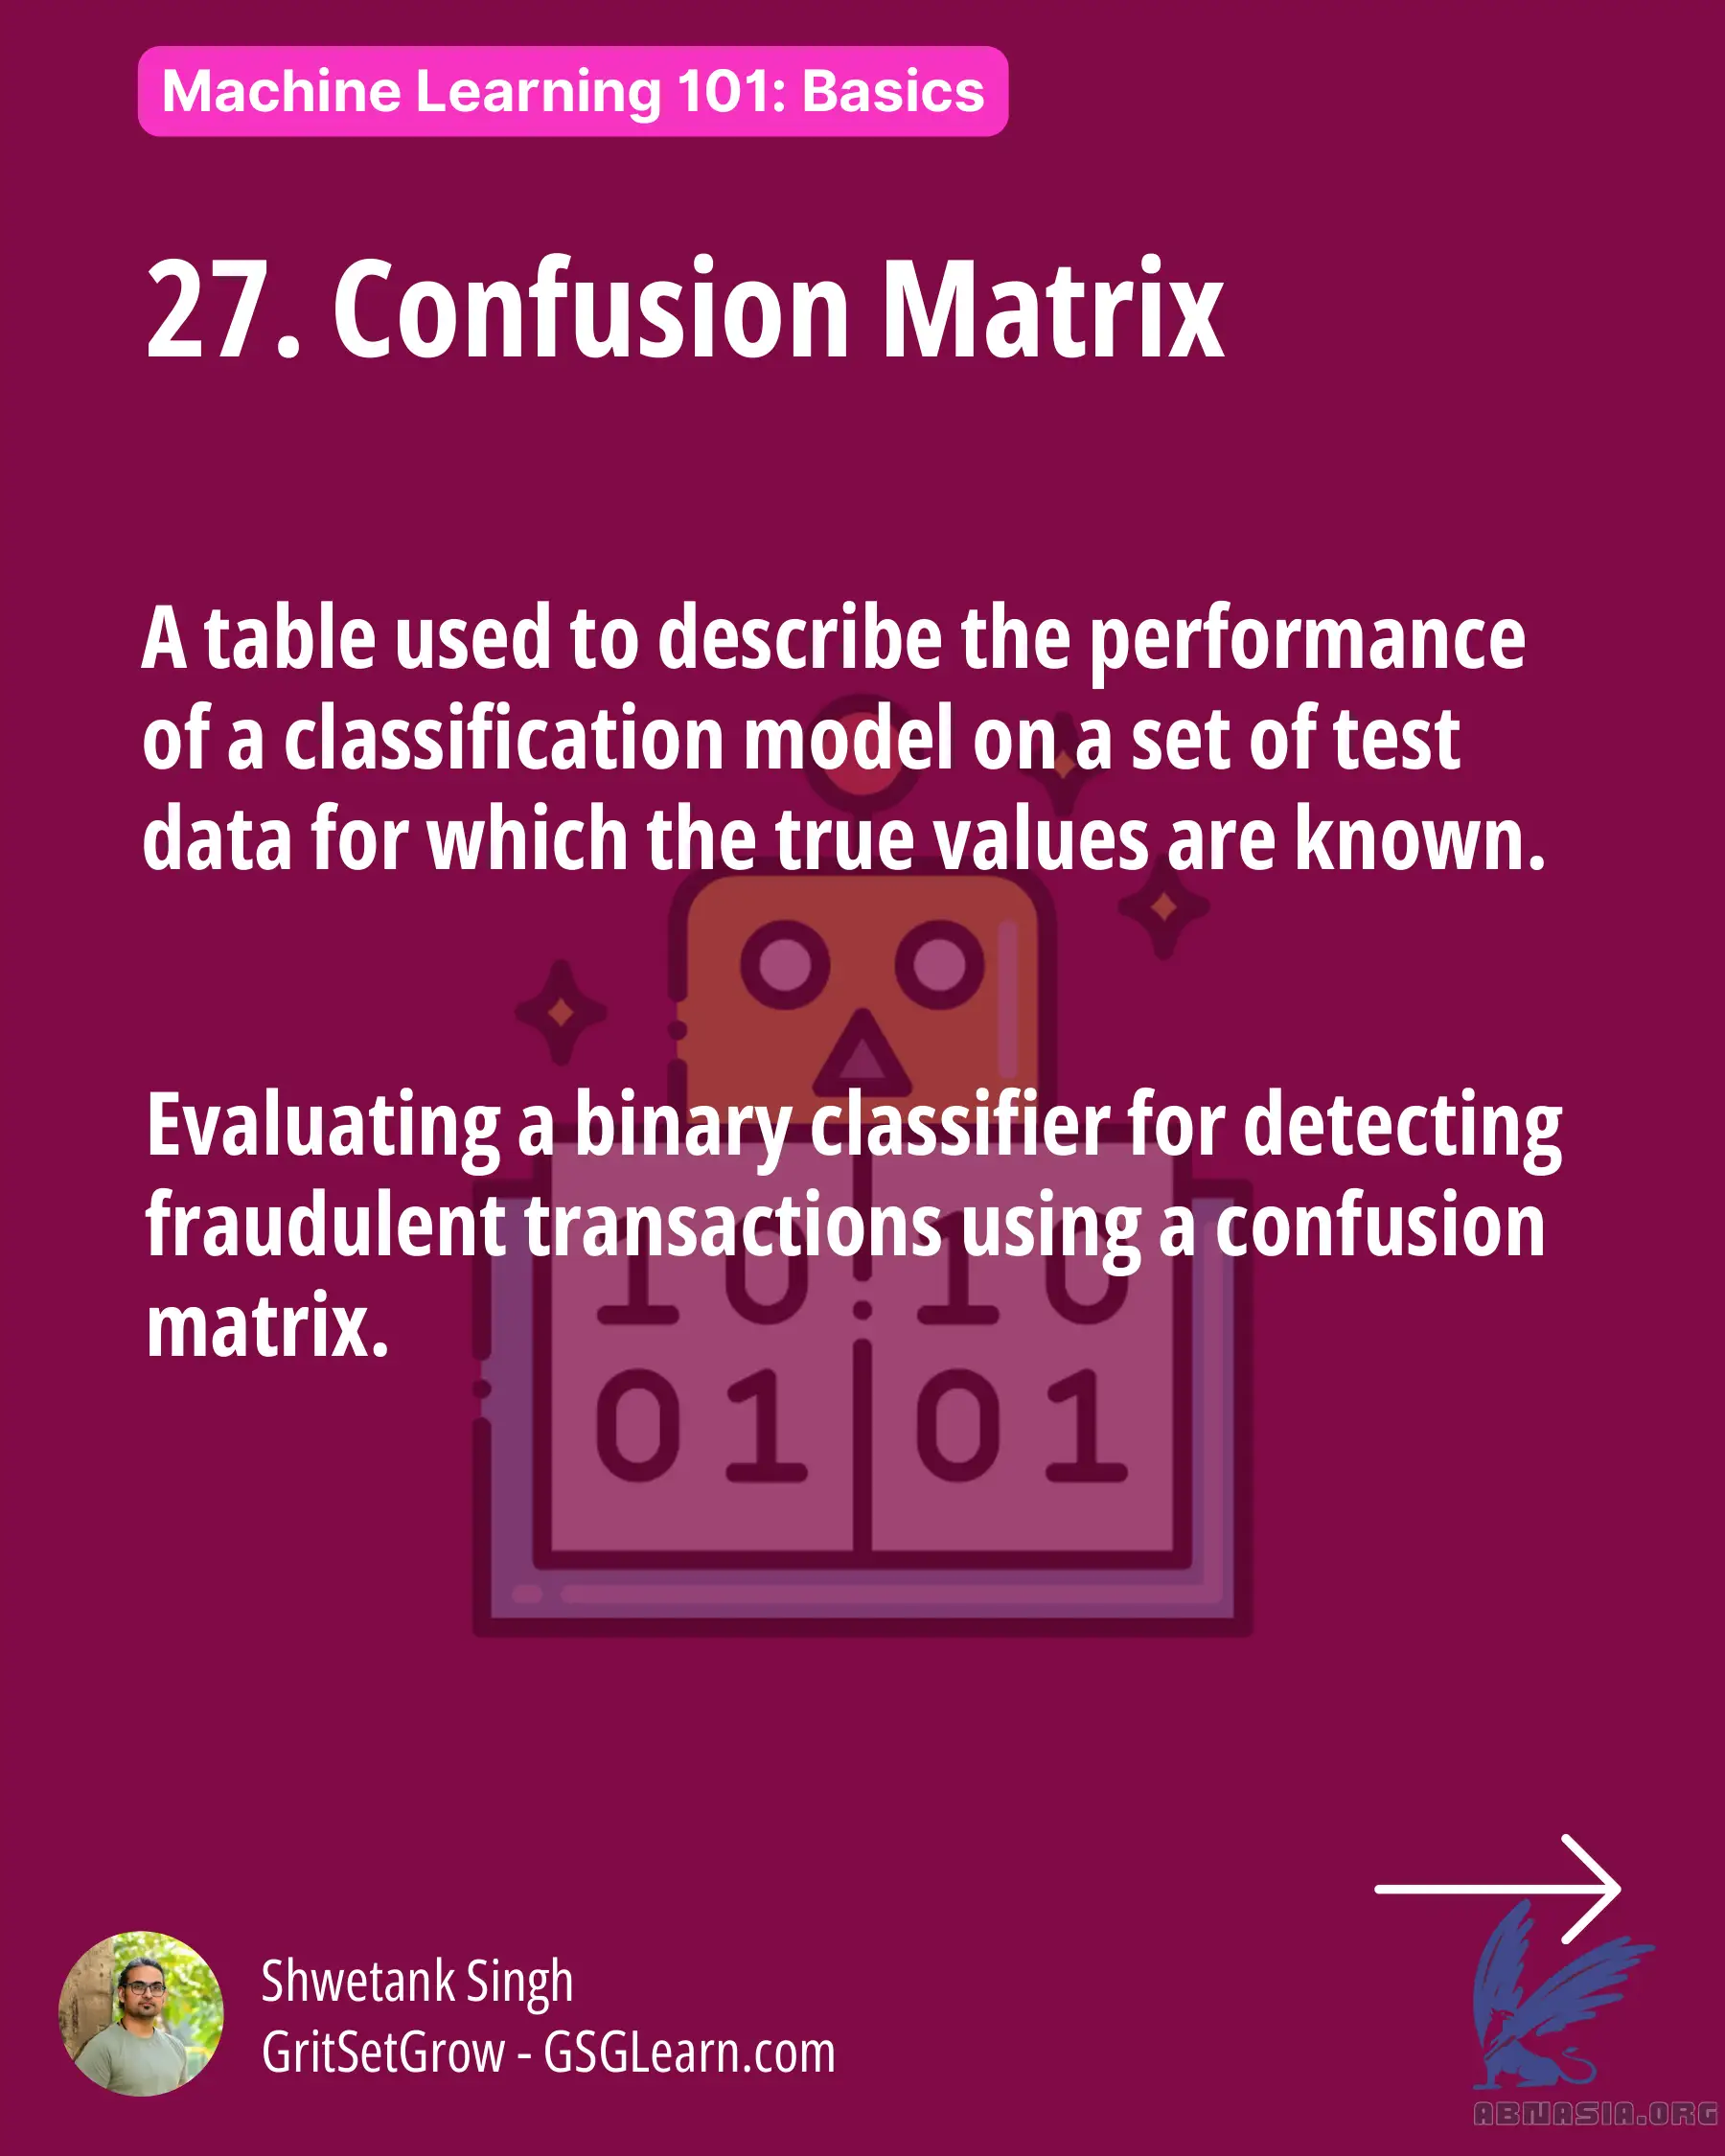 Machine Learning 101: Basics
27. Confusion Matrix
A table used to describe the performance
of a classification model on a set of test
data for which the true values are known.
Evaluating a binary classifier for detecting
fraudulent transactions using a confusion
matrix.
10 10
01 01
Shwetank Singh
GritSetGrow - GSGLearn.com
ABNASIA.ORG